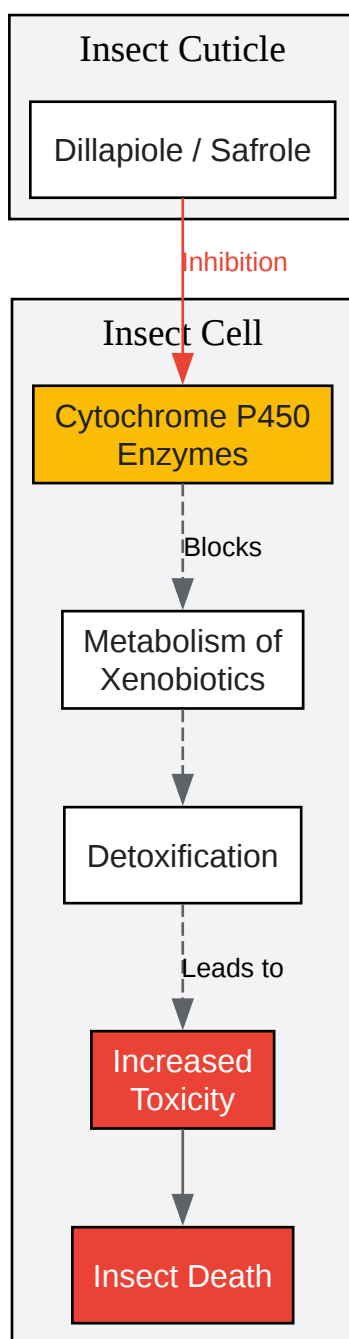 Insect Cuticle
Dillapiole / Safrole
Inhibition
Insect Cell
Cytochrome P450
Enzymes
Blocks
Metabolism of
Xenobiotics
Detoxification
Leads to
Increased
Toxicity
Insect Death